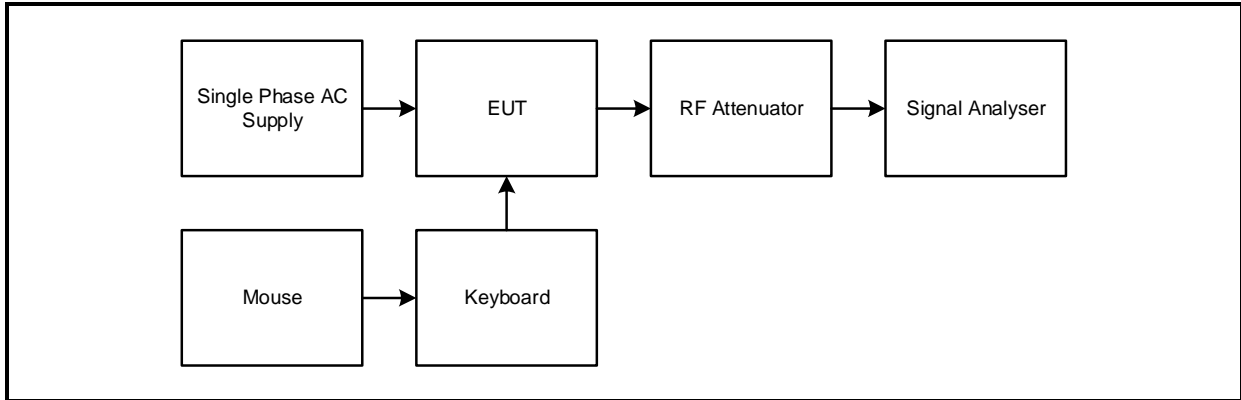 Single Phase AC
Supply
EUT
RF Attenuator
Signal Analyser
Mouse
Keyboard